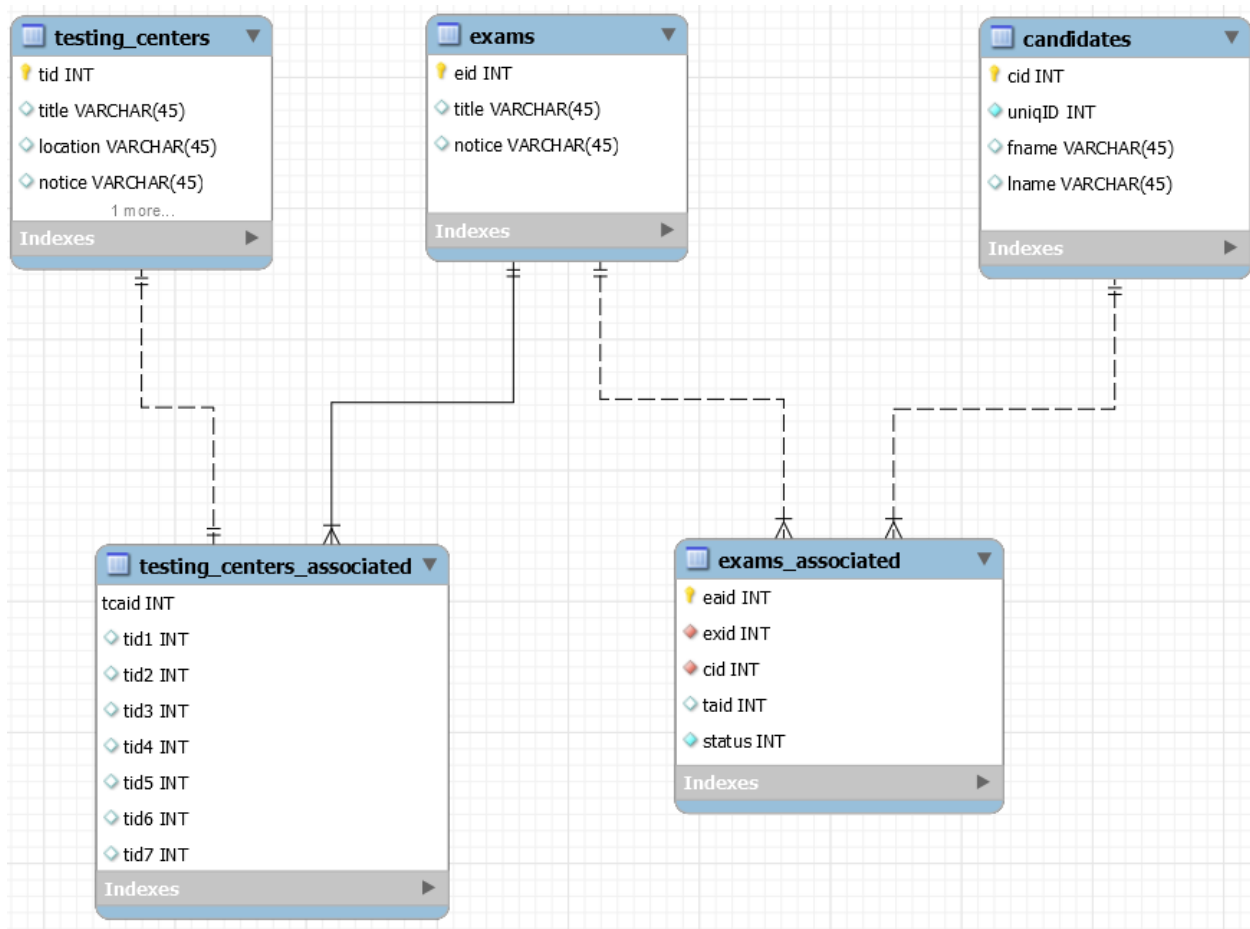 testing_centers
tid INT
title VARCHAR(45)
location VARCHAR(45)
notice VARCHAR(45)
1 more...
Indexes
exams
eid INT
title VARCHAR(45)
notice VARCHAR(45)
Indexes
candidates
cid INT
uniqID INT
fname VARCHAR(45)
lname VARCHAR(45)
Indexes
testing_centers_associated
tcaid INT
tid1 INT
tid2 INT
tid3 INT
tid4 INT
tid5 INT
tid6 INT
tid7 INT
Indexes
exams_associated
eaid INT
exid INT
cid INT
taid INT
status INT
Indexes